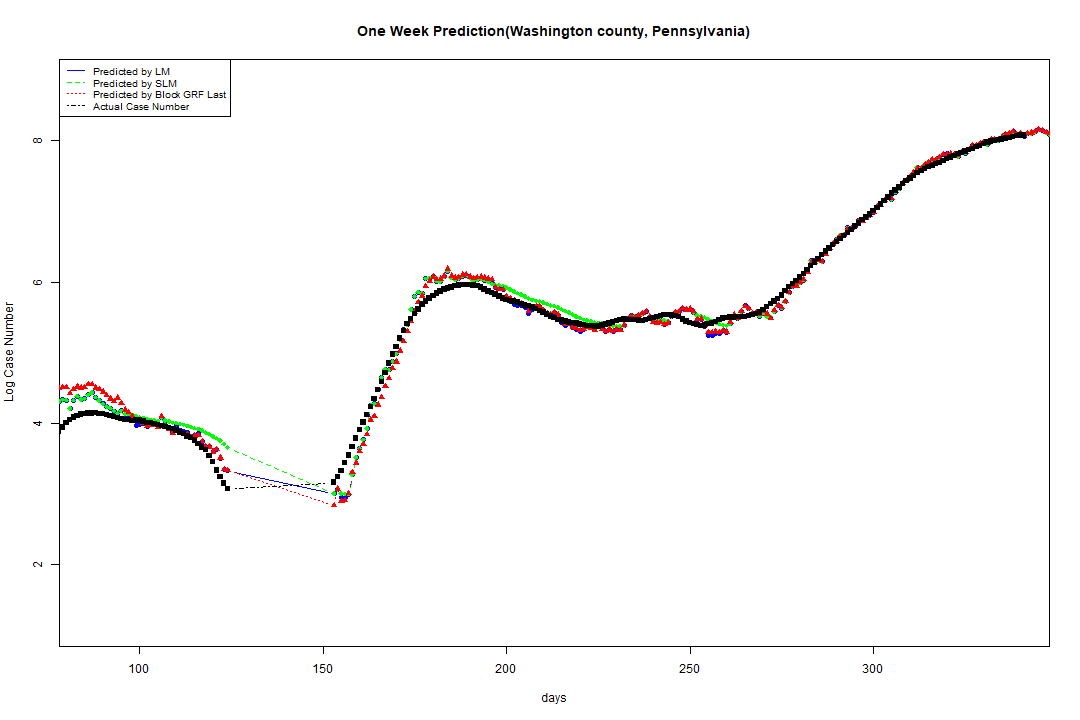 One Week Prediction(Washington county, Pennsylvania)
Predicted by LM
Predicted by SLM
Predicted by Block GRF Last
Actual Case Number
8
6
4
2
Log Case Number
100 150 200 250 300
days